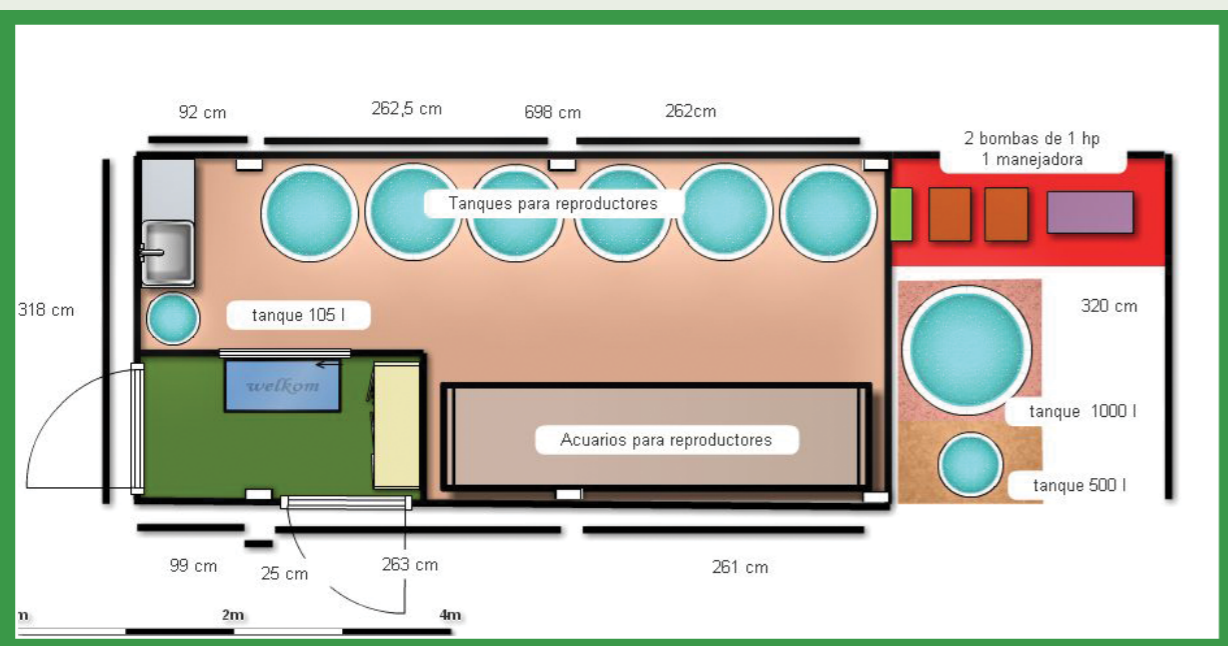 92 cm
262,5 cm
698 cm
262cm
2 bombas de 1 hp
1 manejadora
Tanques para reproductores
318 cm
tanque 105 l
320 cm
welkom
tanque 1000 l
Acuarios para reproductores
tanque 500 l
99 cm
25 cm
263 cm
261 cm
m
2m
4m